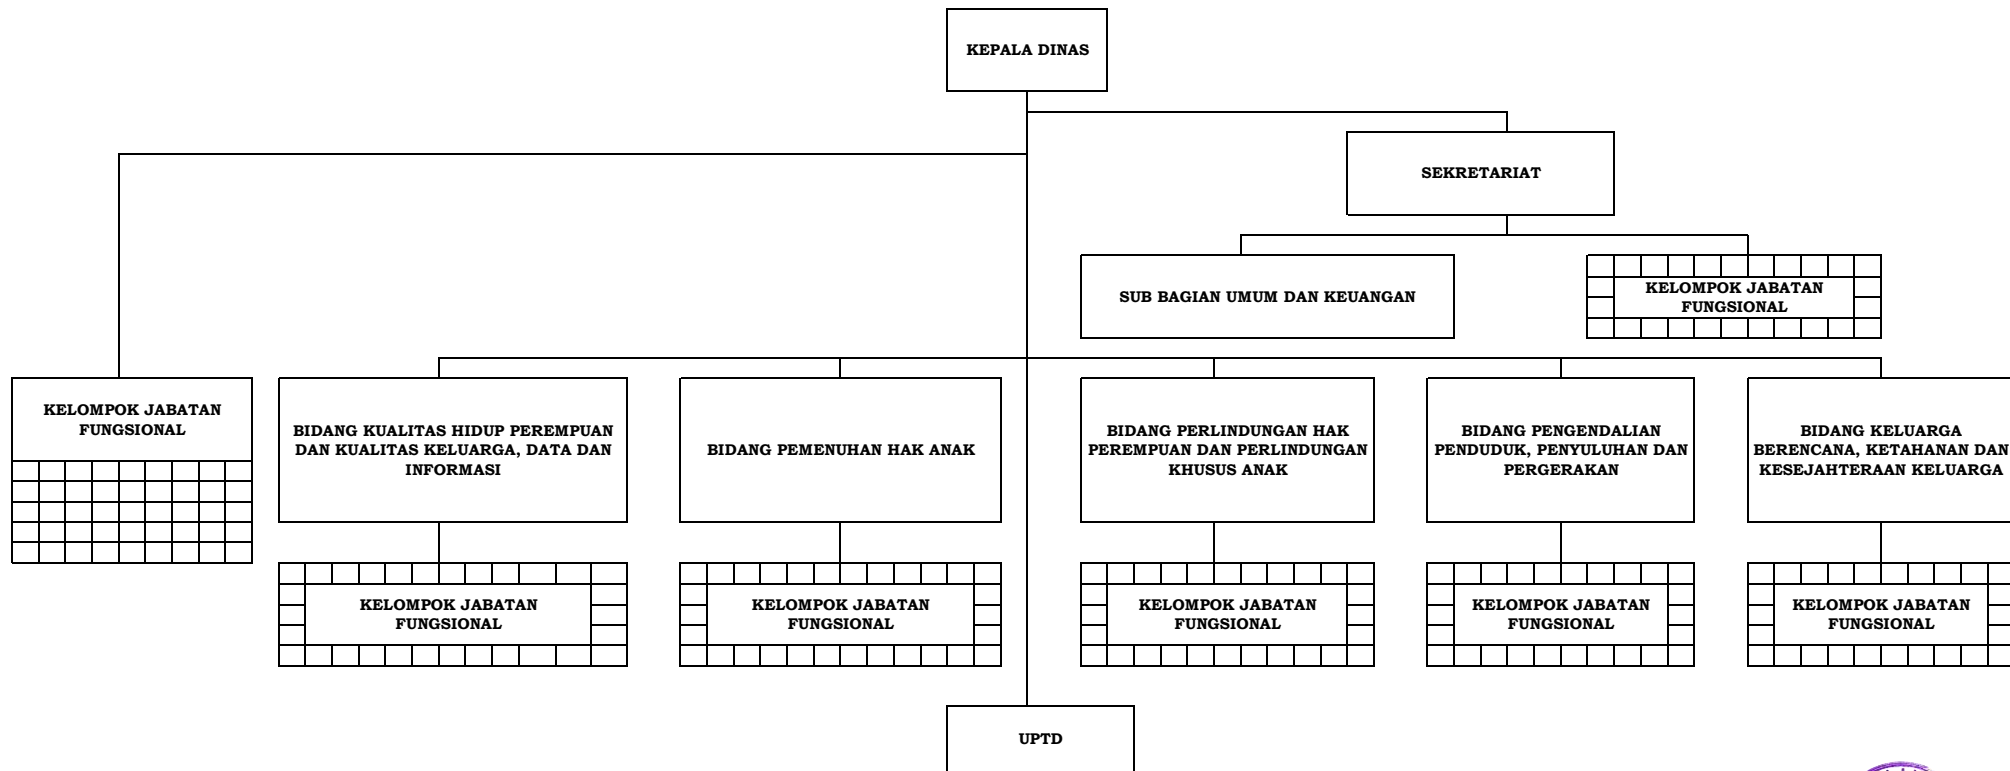 KEPALA DINAS
SEKRETARIAT
SUB BAGIAN UMUM DAN KEUANGAN
KELOMPOK JABATAN
FUNGSIONAL
KELOMPOK JABATAN
FUNGSIONAL
BIDANG KUALITAS HIDUP PEREMPUAN
DAN KUALITAS KELUARGA, DATA DAN
INFORMASI
BIDANG PEMENUHAN HAK ANAK
BIDANG PERLINDUNGAN HAK
PEREMPUAN DAN PERLINDUNGAN
KHUSUS ANAK
BIDANG PENGENDALIAN
PENDUDUK, PENYULUHAN DAN
PERGERAKAN
BIDANG KELUARGA
BERENCANA, KETAHANAN DAN
KESEJAHTERAAN KELUARGA
KELOMPOK JABATAN
FUNGSIONAL
KELOMPOK JABATAN
FUNGSIONAL
KELOMPOK JABATAN
FUNGSIONAL
KELOMPOK JABATAN
FUNGSIONAL
KELOMPOK JABATAN
FUNGSIONAL
UPTD